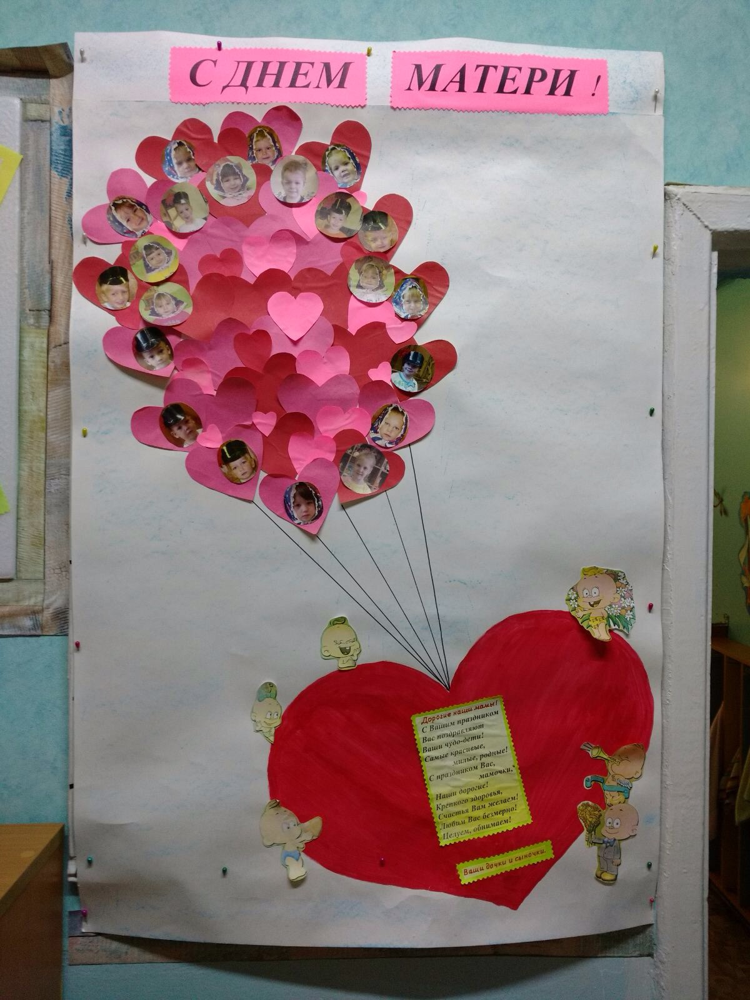 С ДНЕМ МАТЕРИ !
Дорогие наши мамы!
С Вашим праздником
Вас поздравляют
Ваши чудо-дети!
Самые красивые,
милые, родные!
С праздником Вас,
мамочки,
Наши дорогие!
Крепкого здоровья,
Счастья Вам желаем!
Любим Вас безмерно!
Целуем, обнимаем!
Ваши дочки и сыночки.